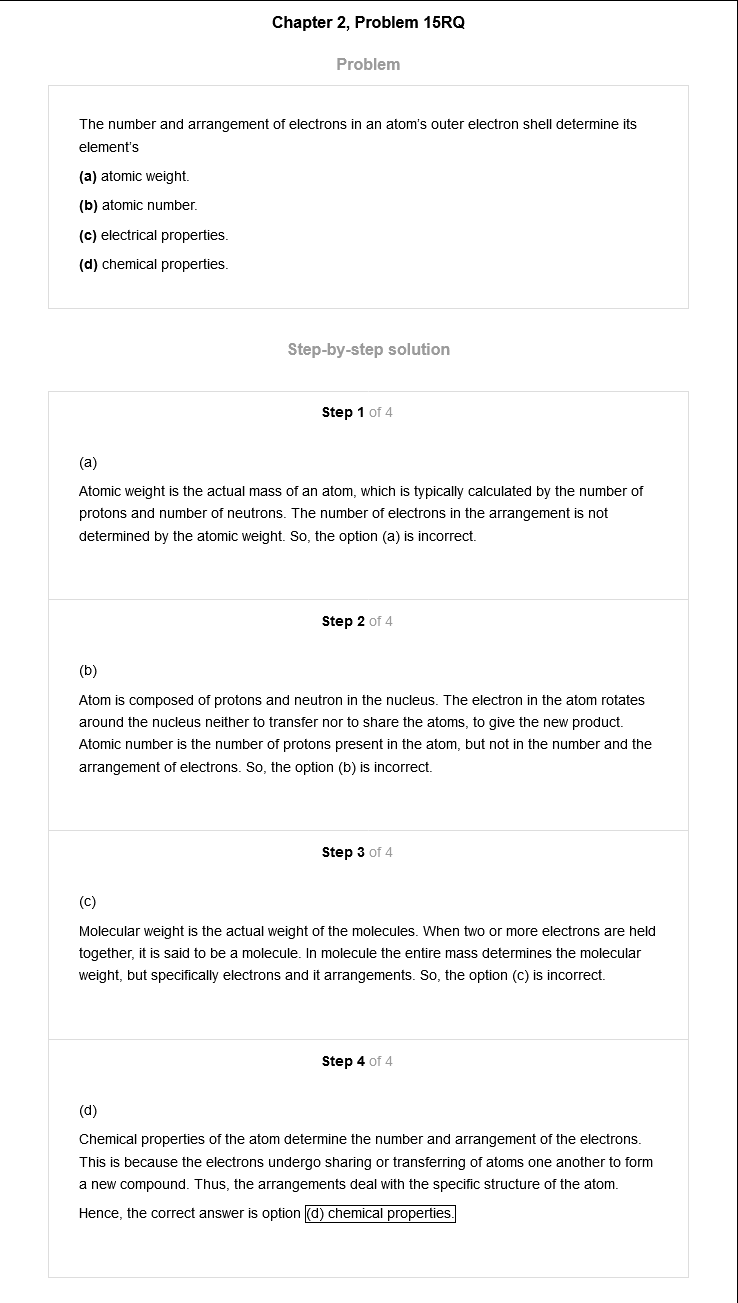 Chapter 2, Problem 15RQ
Problem
The number and arrangement of electrons in an atom's outer electron shell determine its
element's
(a) atomic weight.
(b) atomic number.
(c) electrical properties.
(d) chemical properties.
Step-by-step solution
Step 1 of 4
(a)
Atomic weight is the actual mass of an atom, which is typically calculated by the number of
protons and number of neutrons. The number of electrons in the arrangement is not
determined by the atomic weight. So, the option (a) is incorrect.
Step 2 of 4
(b)
Atom is composed of protons and neutron in the nucleus. The electron in the atom rotates
around the nucleus neither to transfer nor to share the atoms, to give the new product.
Atomic number is the number of protons present in the atom, but not in the number and the
arrangement of electrons. So, the option (b) is incorrect.
Step 3 of 4
(c)
Molecular weight is the actual weight of the molecules. When two or more electrons are held
together, it is said to be a molecule. In molecule the entire mass determines the molecular
weight, but specifically electrons and it arrangements. So, the option (c) is incorrect.
Step 4 of 4
(d)
Chemical properties of the atom determine the number and arrangement of the electrons.
This is because the electrons undergo sharing or transferring of atoms one another to form
a new compound. Thus, the arrangements deal with the specific structure of the atom.
Hence, the correct answer is option (d) chemical properties.